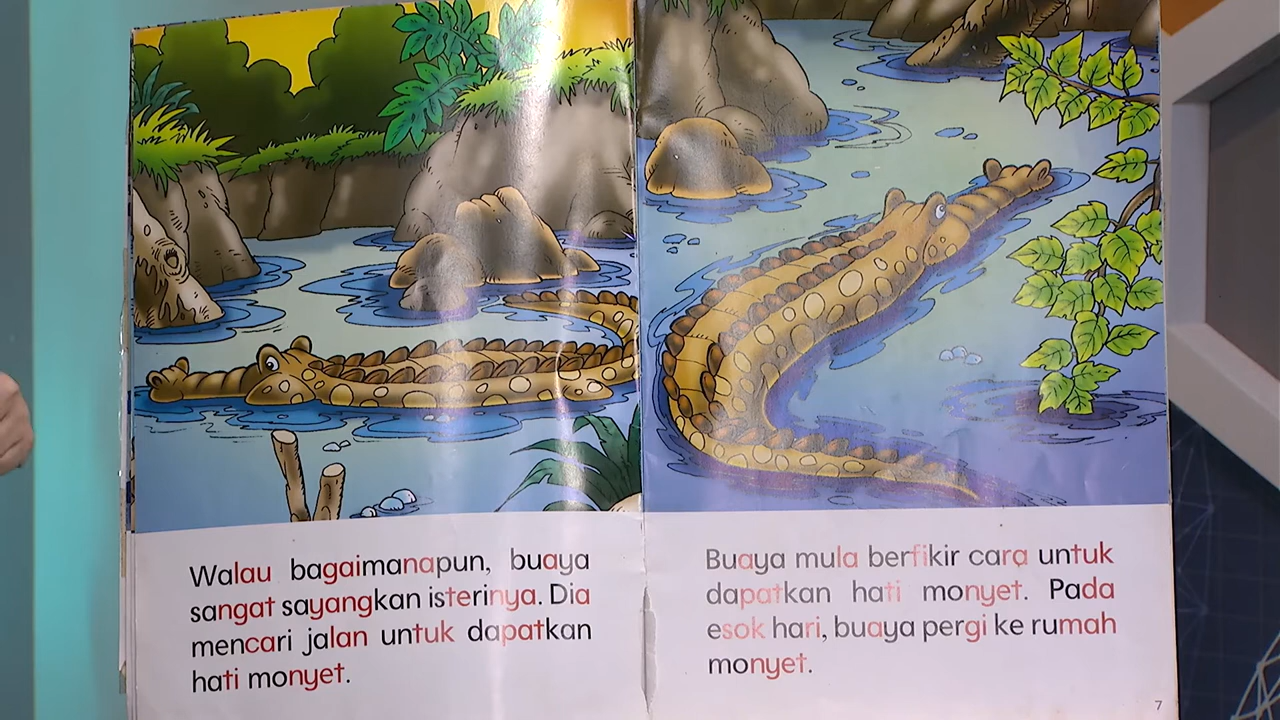 Walau bagaimanapun, buaya
sangat sayangkan isterinya. Dia
mencari jalan untuk dapatkan
hati monyet.
Buaya mula berfikir cara untuk
dapatkan hati monyet. Pada
esok hari, buaya pergi ke rumah
monyet.
7